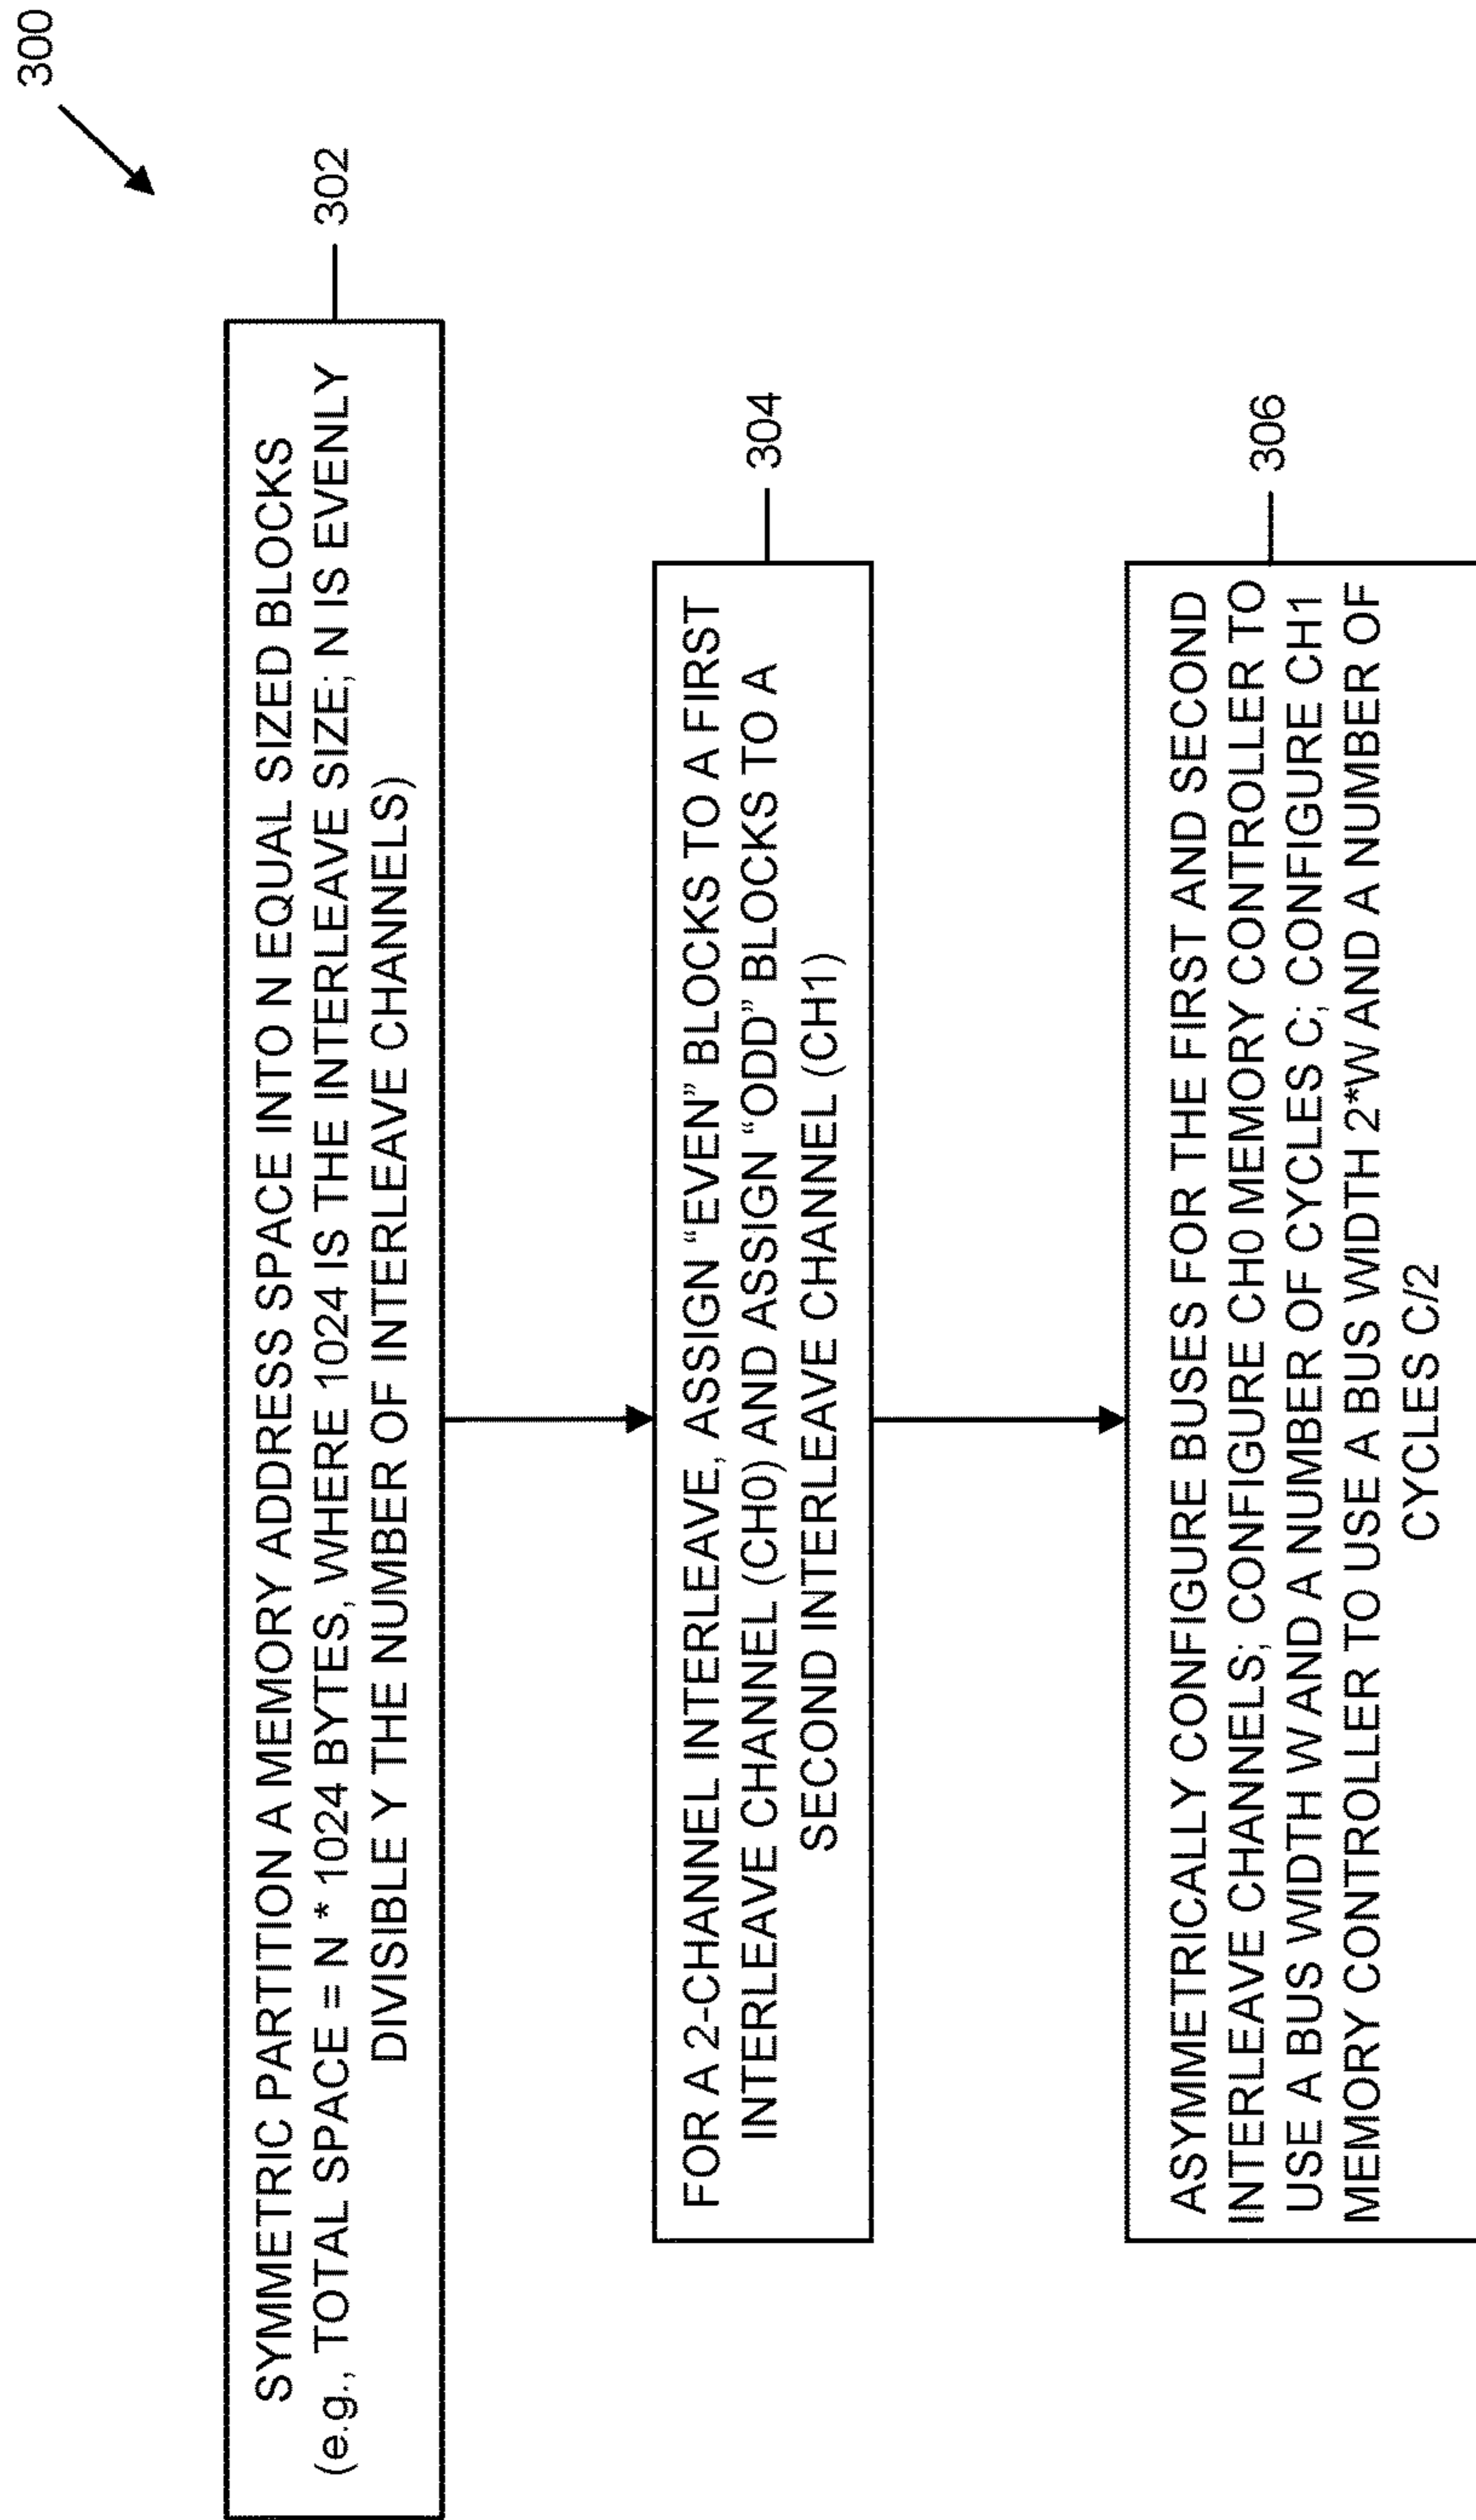 300
SYMMETRIC PARTITION A MEMORY ADDRESS SPACE INTO N EQUAL SIZED BLOCKS
(e.g., TOTAL SPACE = N * 1024 BYTES, WHERE 1024 IS THE INTERLEAVE SIZE; N IS EVENLY
DIVISIBLE Y THE NUMBER OF INTERLEAVE CHANNELS)
302
FOR A 2-CHANNEL INTERLEAVE, ASSIGN “EVEN” BLOCKS TO A FIRST
INTERLEAVE CHANNEL (CH0) AND ASSIGN “ODD” BLOCKS TO A
SECOND INTERLEAVE CHANNEL (CH1)
304
ASYMMETRICALLY CONFIGURE BUSES FOR THE FIRST AND SECOND
INTERLEAVE CHANNELS; CONFIGURE CH0 MEMORY CONTROLLER TO
USE A BUS WIDTH W AND A NUMBER OF CYCLES C; CONFIGURE CH1
MEMORY CONTROLLER TO USE A BUS WIDTH 2*W AND A NUMBER OF
CYCLES C/2
306